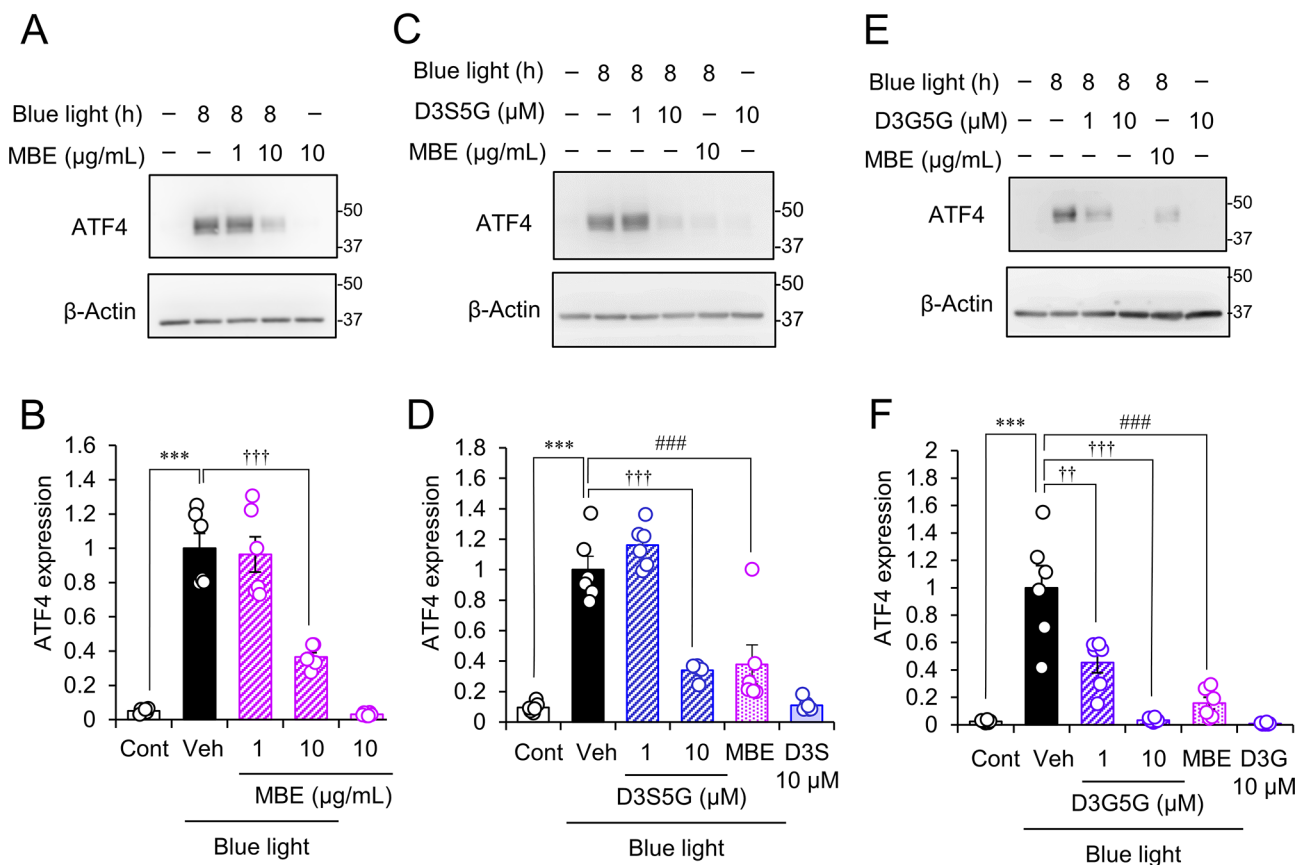 A
Blue light (h) – 8 8 8 –
MBE (µg/mL) – – 1 10 10
ATF4
-50
-37
β-Actin
-50
-37
C
Blue light (h) – 8 8 8 8 –
D3S5G (µM) – – 1 10 – 10
MBE (µg/mL) – – – – 10 –
ATF4
-50
-37
β-Actin
-50
-37
E
Blue light (h) – 8 8 8 8 –
D3G5G (µM) – – 1 10 – 10
MBE (µg/mL) – – – – 10 –
ATF4
-50
-37
β-Actin
-50
-37
B
ATF4 expression
1.6
1.4
1.2
1
0.8
0.6
0.4
0.2
0
*** †††
Cont Veh 1 10 10
MBE (µg/mL)
Blue light
D
ATF4 expression
1.8
1.6
1.4
1.2
1
0.8
0.6
0.4
0.2
0
*** ###
†††
Cont Veh 1 10 MBE D3S
10 µM
D3S5G (µM)
Blue light
F
ATF4 expression
2
1.8
1.6
1.4
1.2
1
0.8
0.6
0.4
0.2
0
*** ###
†††
††
Cont Veh 1 10 MBE D3G
10 µM
D3G5G (µM)
Blue light